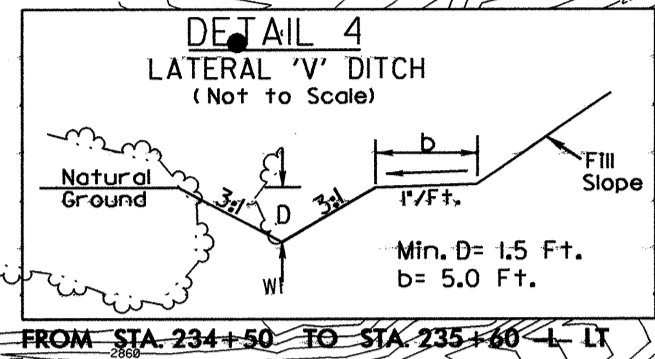 DETAIL 4
LATERAL 'V' DITCH
(Not to Scale)
b
Natural
Ground
3:1
D
3:1
1"/Ft.
Fill
Slope
Min. D= 1.5 Ft.
b= 5.0 Ft.
FROM STA. 234+50 TO STA. 235+60 -L- LT
2860